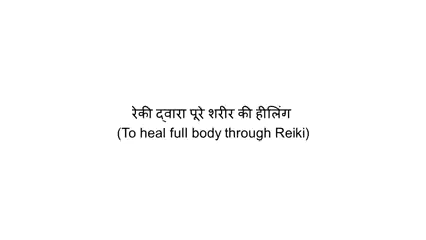 रेकी द्वारा पूरे शरीर की हीलिंग
(To heal full body through Reiki)